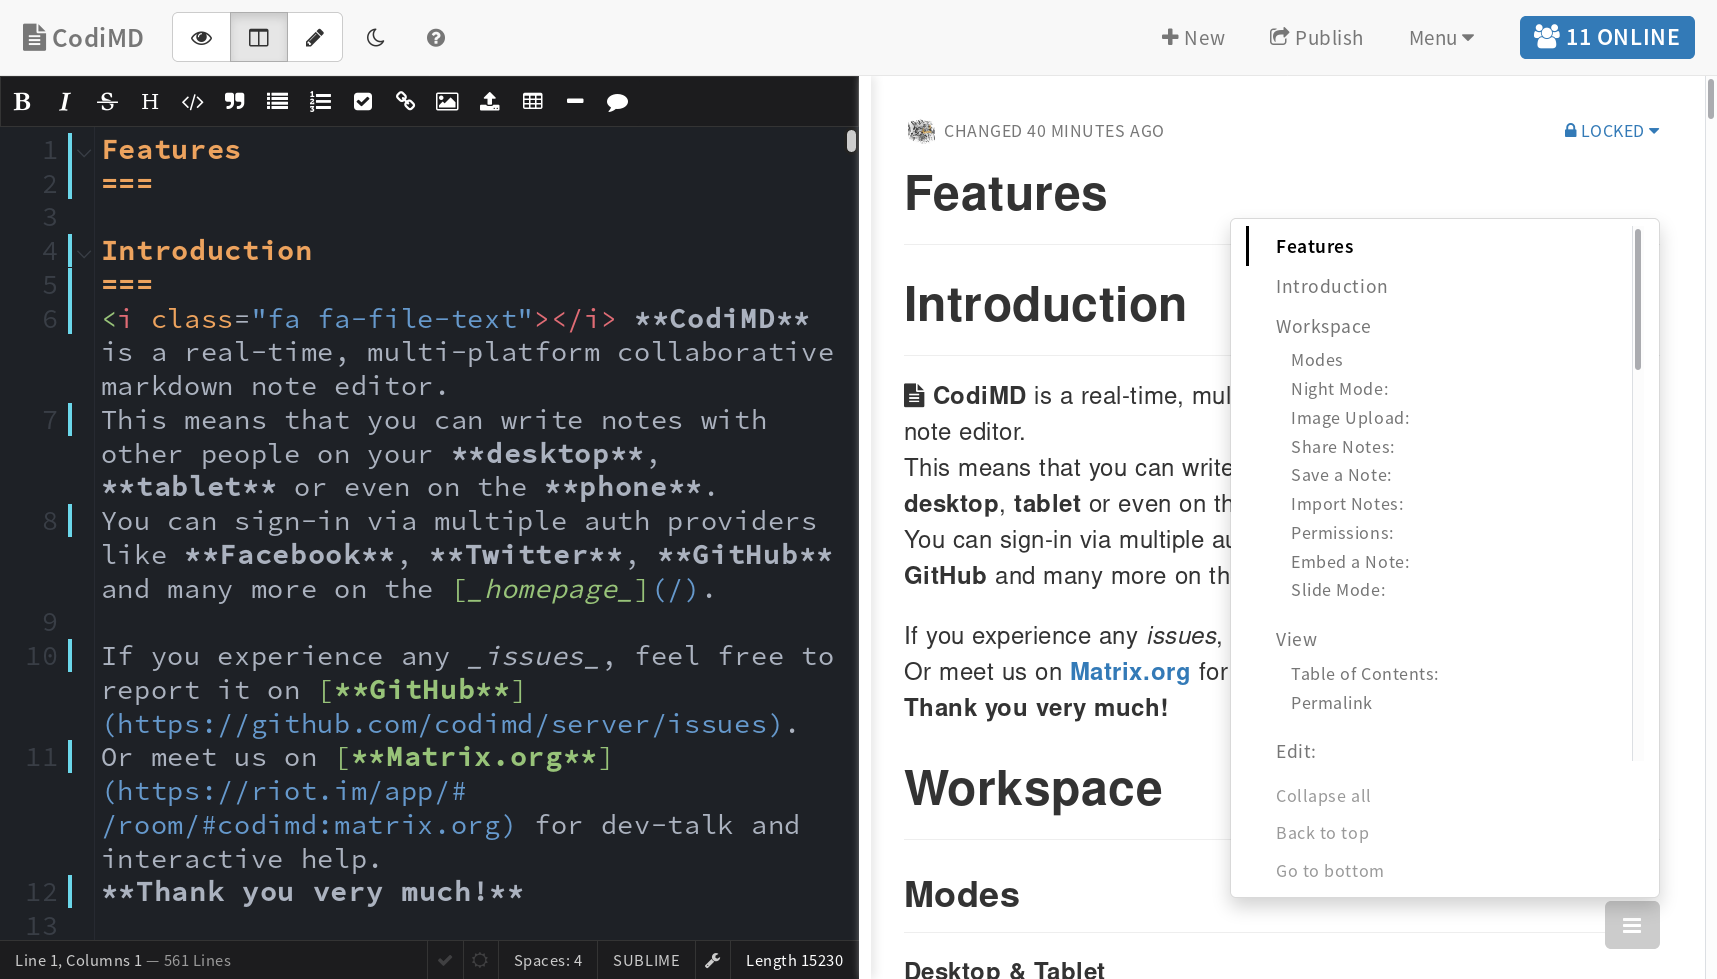 CodiMD
New
Publish
Menu
11 ONLINE
B I S H </>
1 Features
2 ===
3
4 Introduction
5 ===
6 <i class="fa fa-file-text"></i> **CodiMD**
is a real-time, multi-platform collaborative
markdown note editor.
7 This means that you can write notes with
other people on your **desktop**,
**tablet** or even on the **phone**.
8 You can sign-in via multiple auth providers
like **Facebook**, **Twitter**, **GitHub**
and many more on the [_homepage_](/).
9
10 If you experience any _issues_, feel free to
report it on [**GitHub**]
(https://github.com/codimd/server/issues).
11 Or meet us on [**Matrix.org**]
(https://riot.im/app/#
/room/#codimd:matrix.org) for dev-talk and
interactive help.
12 **Thank you very much!**
13
Line 1, Columns 1 — 561 Lines
Spaces: 4
SUBLIME
Length 15230
CHANGED 40 MINUTES AGO
LOCKED
Features
Introduction
CodiMD is a real-time, mul
note editor.
This means that you can write
desktop, tablet or even on th
You can sign-in via multiple au
GitHub and many more on th
If you experience any issues,
Or meet us on Matrix.org for
Thank you very much!
Workspace
Modes
Desktop & Tablet
Features
Introduction
Workspace
Modes
Night Mode:
Image Upload:
Share Notes:
Save a Note:
Import Notes:
Permissions:
Embed a Note:
Slide Mode:
View
Table of Contents:
Permalink
Edit:
Collapse all
Back to top
Go to bottom